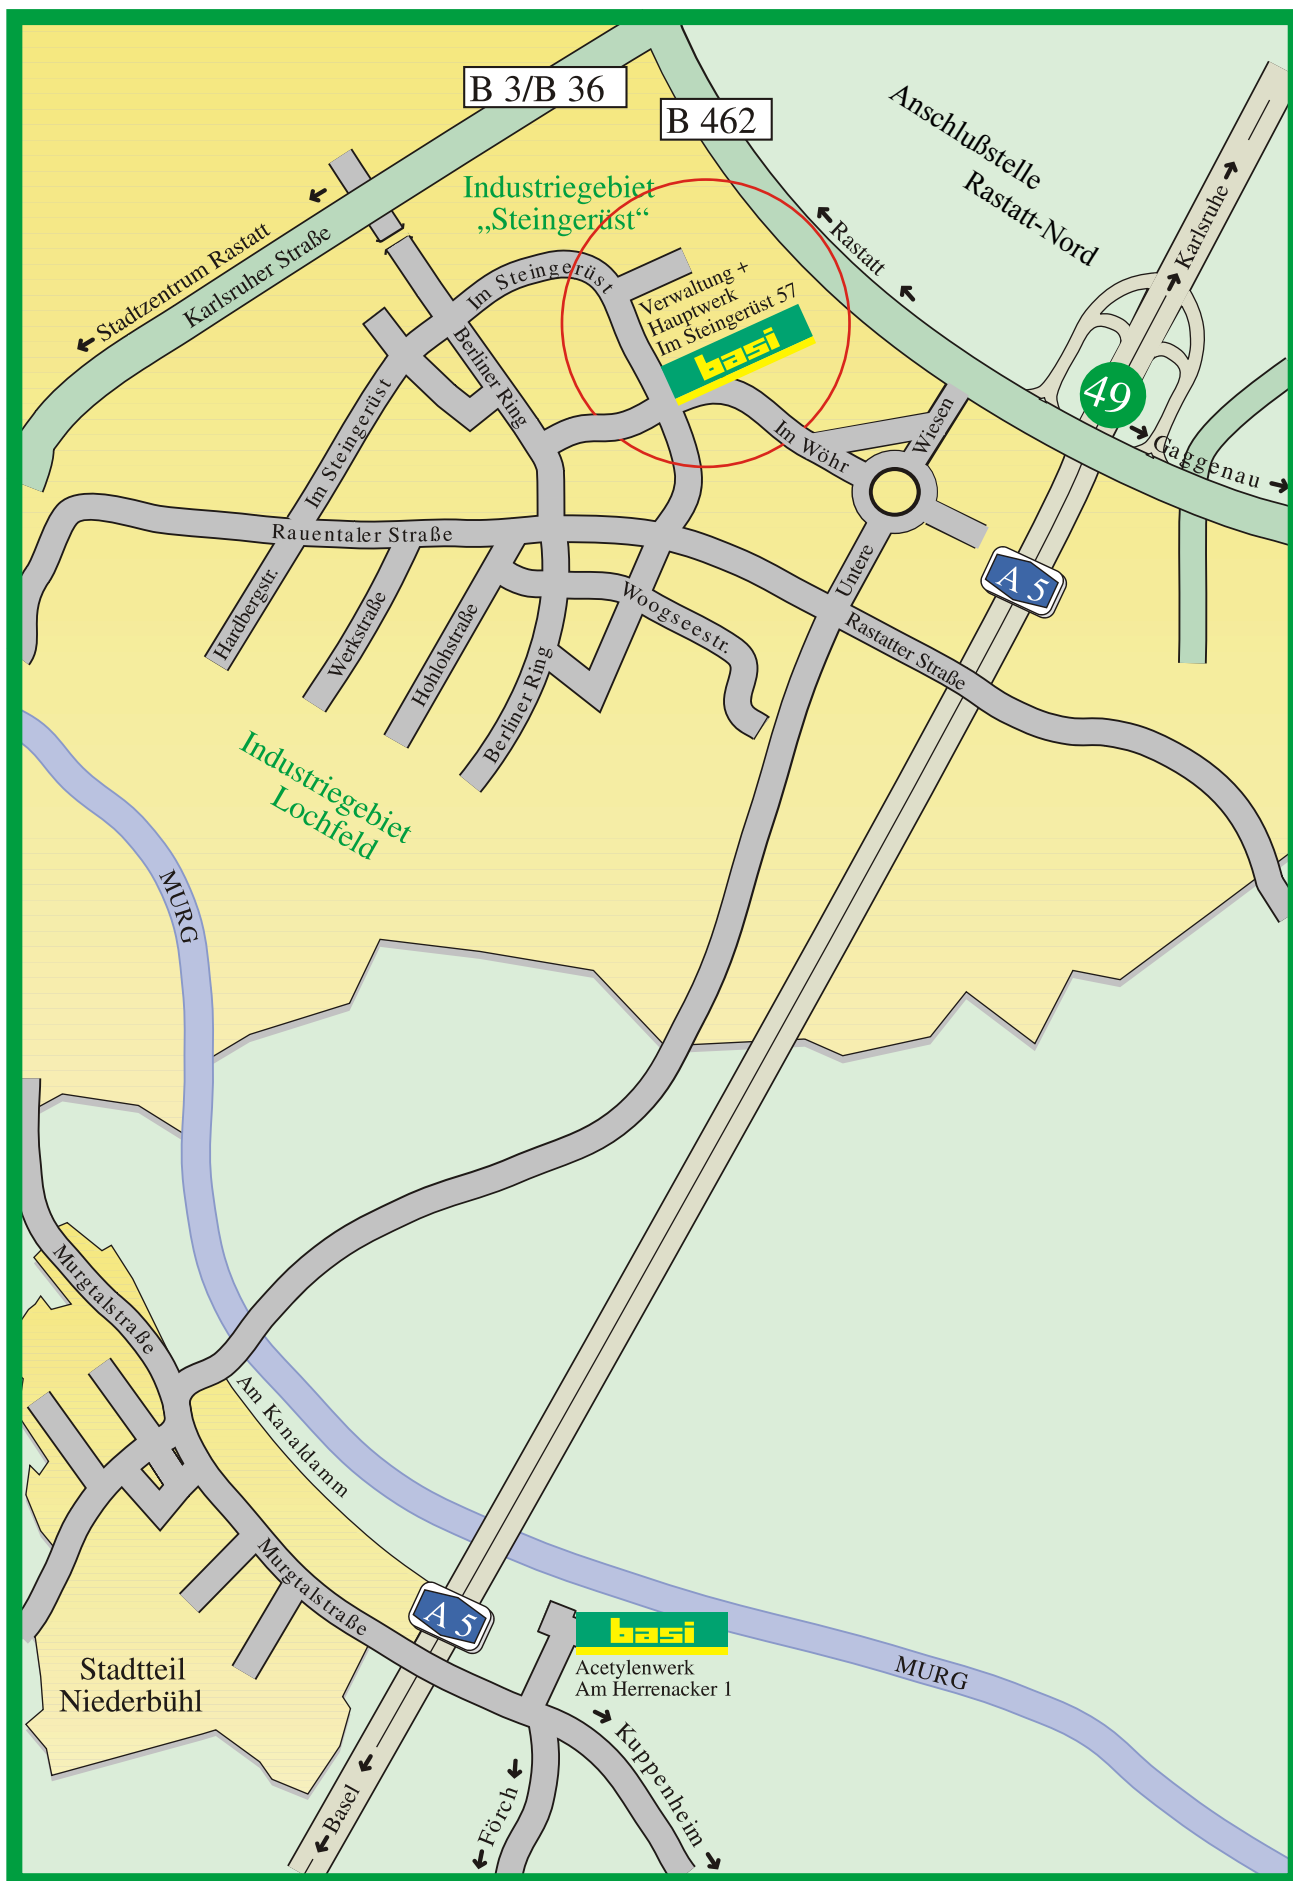 B 3/B 36
B 462
Anschlußstelle
Rastatt-Nord
Industriegebiet
„Steingerüst“
Karlsruhe
Rastatt
Stadtzentrum Rastatt
Karlsruher Straße
Im Steingerüst
Verwaltung +
Hauptwerk
Im Steingerüst 57
basi
Berliner Ring
49
Gaggenau
Im Steingerüst
Im Wöhr
Wiesen
Rauentaler Straße
Untere
A 5
Hardbergstr.
Werkstraße
Hohlohstraße
Woogseestr.
Rastatter Straße
Berliner Ring
Industriegebiet
Lochfeld
MURG
Murgtalstraße
Am Kanaldamm
Murgtalstraße
A 5
basi
Acetylenwerk
Am Herrenacker 1
Stadtteil
Niederbühl
MURG
Kuppenheim
Förch
Basel